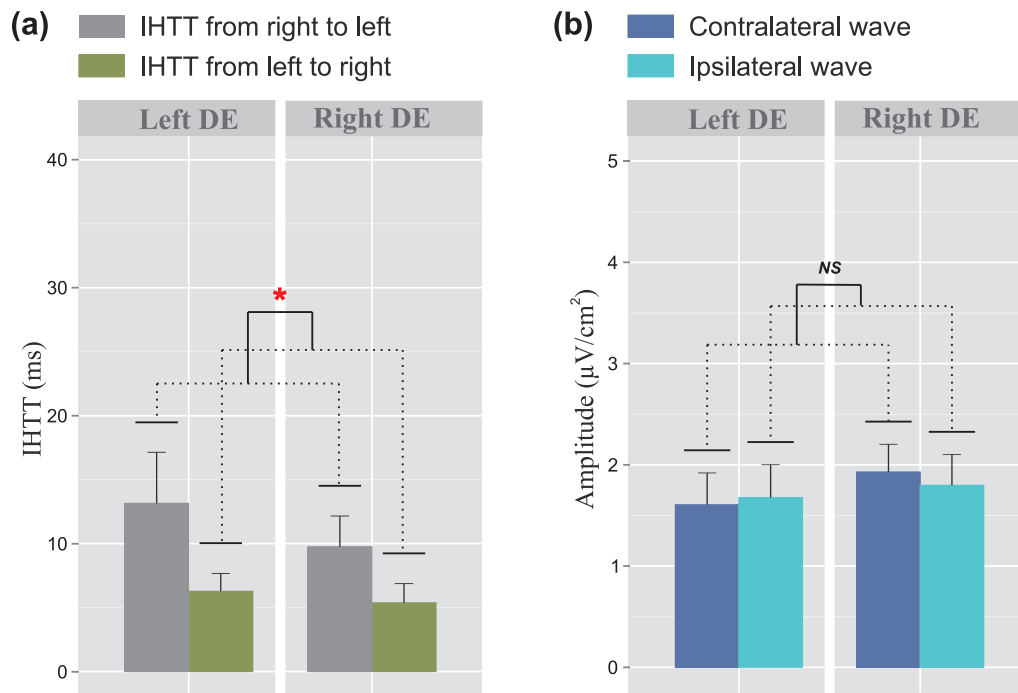 (a)
IHTT from right to left
IHTT from left to right
Left DE
Right DE
40
30
20
10
0
IHTT (ms)
*
(b)
Contralateral wave
Ipsilateral wave
Left DE
Right DE
5
4
3
2
1
0
Amplitude (µV/cm²)
NS